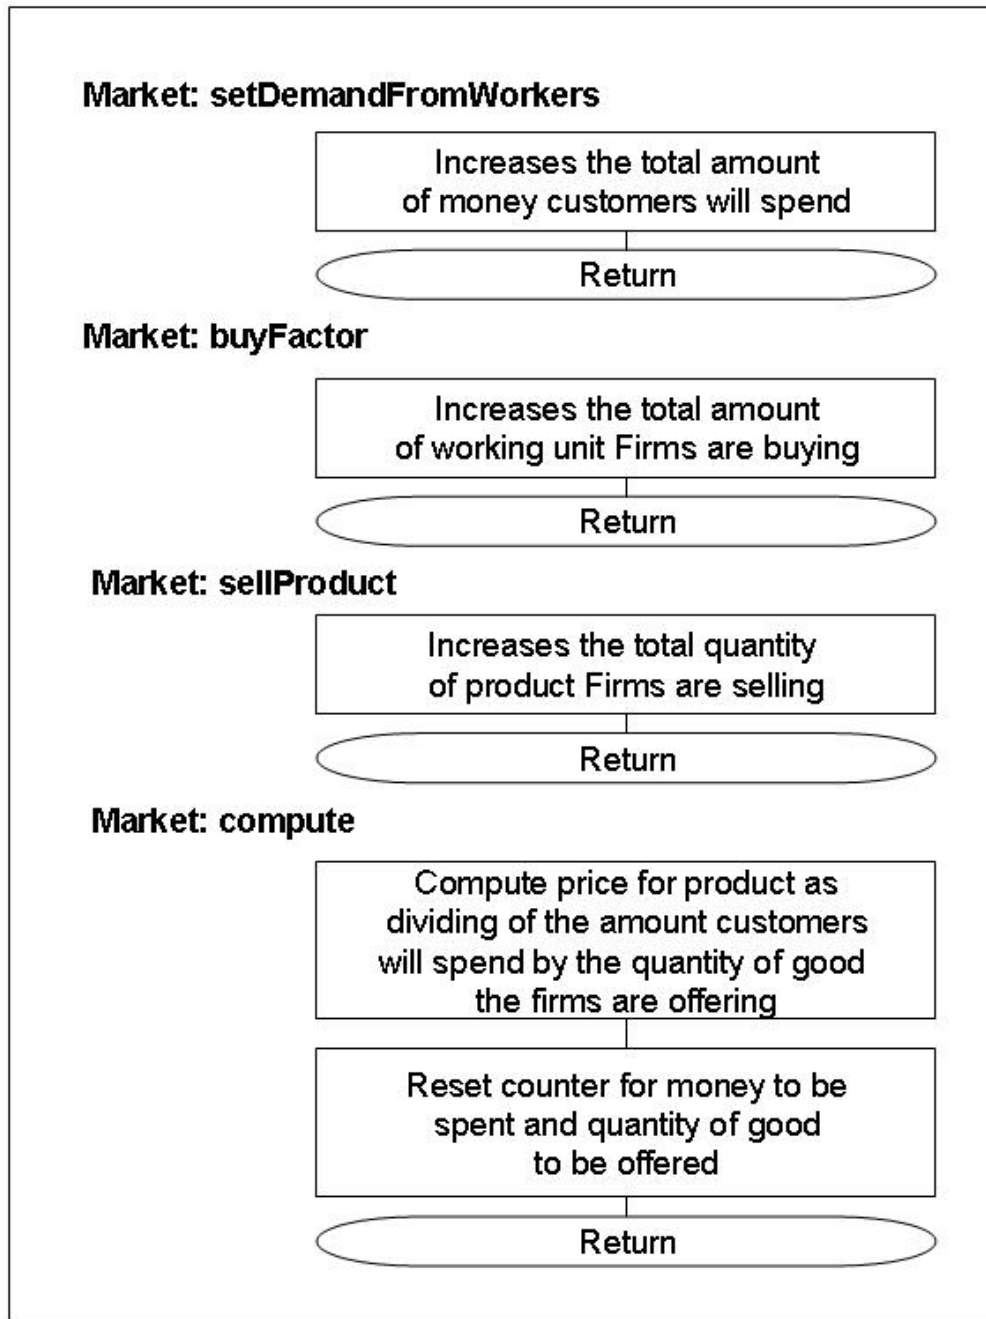 Market: setDemandFromWorkers
Increases the total amount
of money customers will spend
Return
Market: buyFactor
Increases the total amount
of working unit Firms are buying
Return
Market: sellProduct
Increases the total quantity
of product Firms are selling
Return
Market: compute
Compute price for product as
dividing of the amount customers
will spend by the quantity of good
the firms are offering
Reset counter for money to be
spent and quantity of good
to be offered
Return